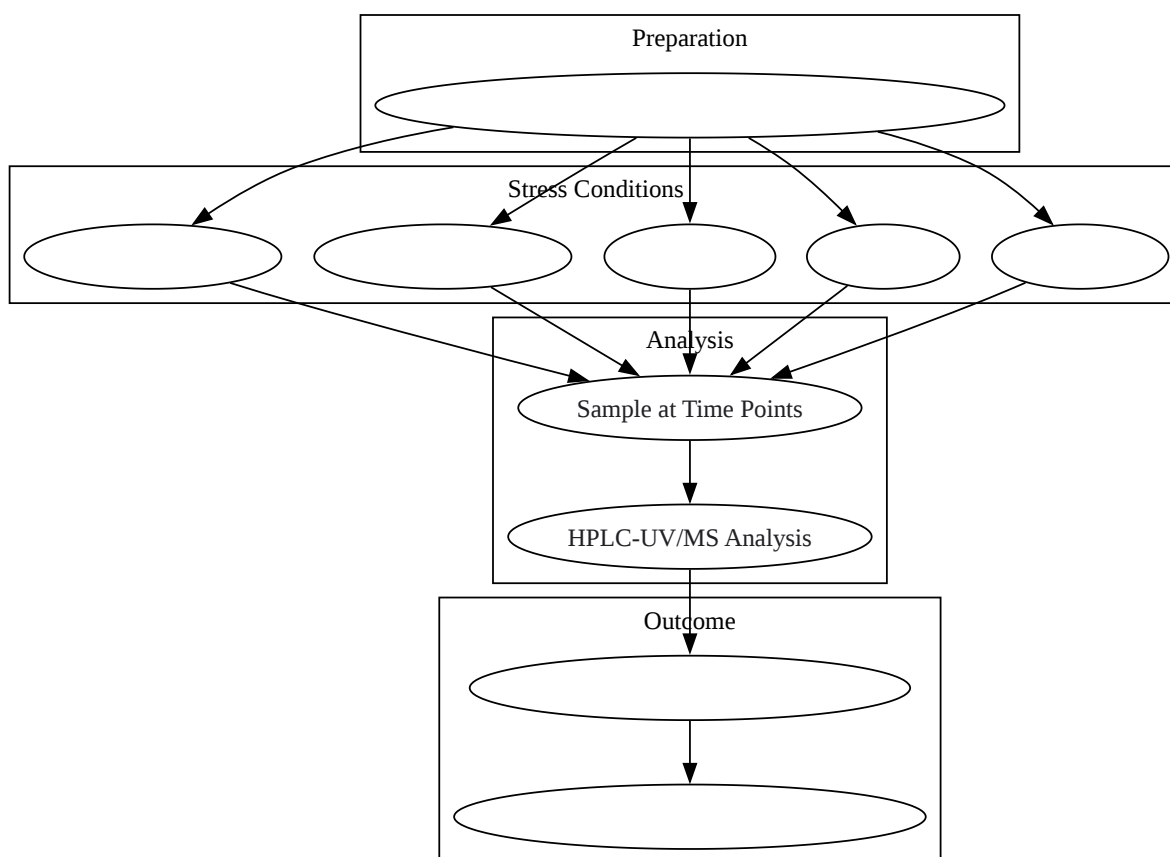 Preparation
Stress Conditions
Analysis
Sample at Time Points
HPLC-UV/MS Analysis
Outcome